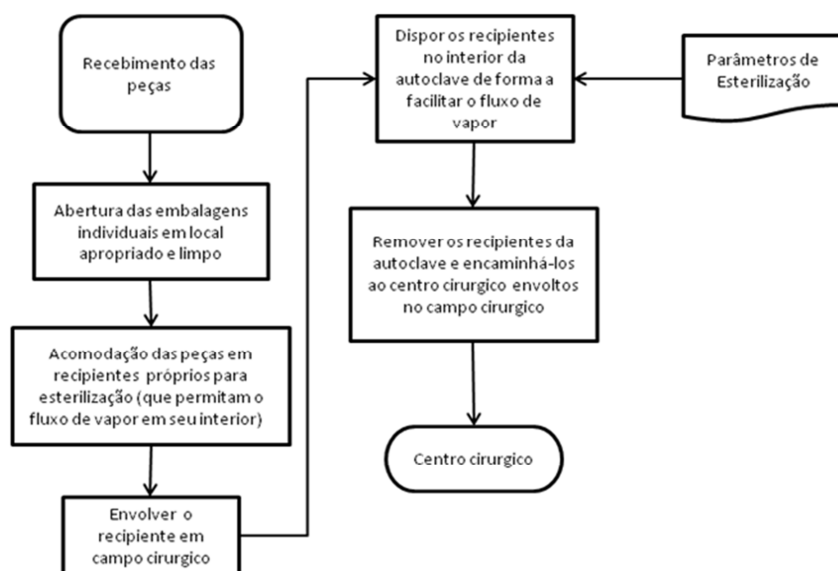 Recebimento das
peças
Abertura das embalagens
individuais em local
apropriado e limpo
Acomodação das peças em
recipientes próprios para
esterilização (que permitam o
fluxo de vapor em seu interior)
Envolver o
recipiente em
campo cirurgico
Dispor os recipientes
no interior da
autoclave de forma a
facilitar o fluxo de
vapor
Parâmetros de
Esterilização
Remover os recipientes da
autoclave e encaminhá-los
ao centro cirurgico envoltos
no campo cirurgico
Centro cirurgico